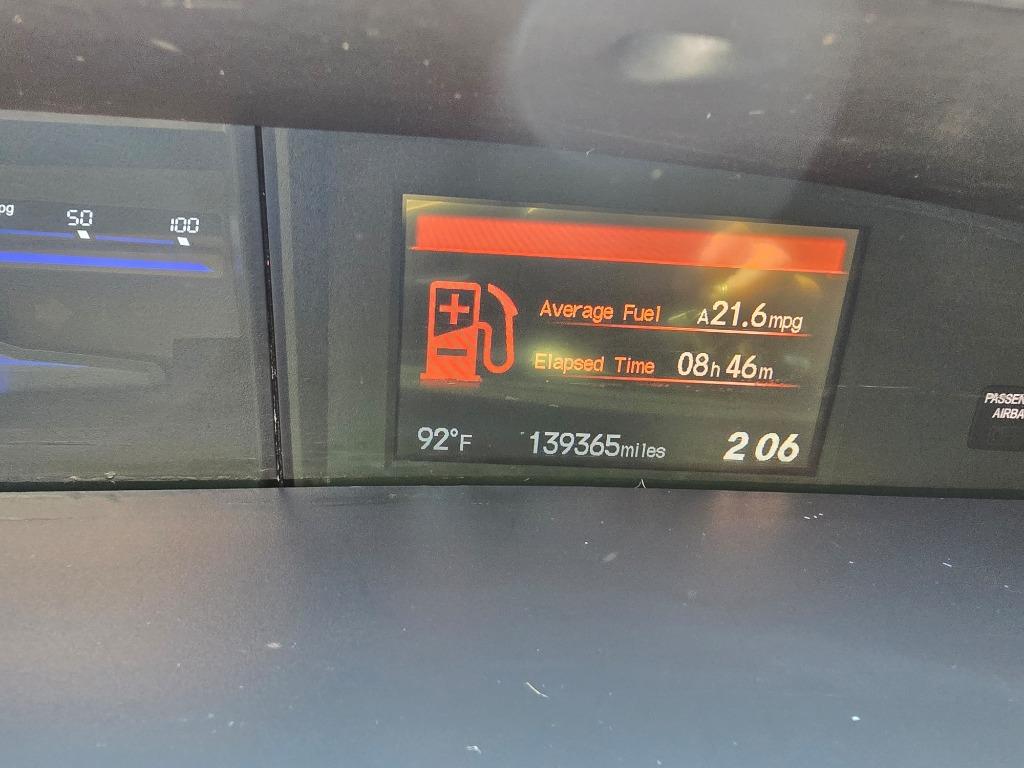 pg 50 100
Average Fuel A21.6mpg
Elapsed Time 08h 46m
92°F 139365miles 2 06
PASSEN
AIRBA